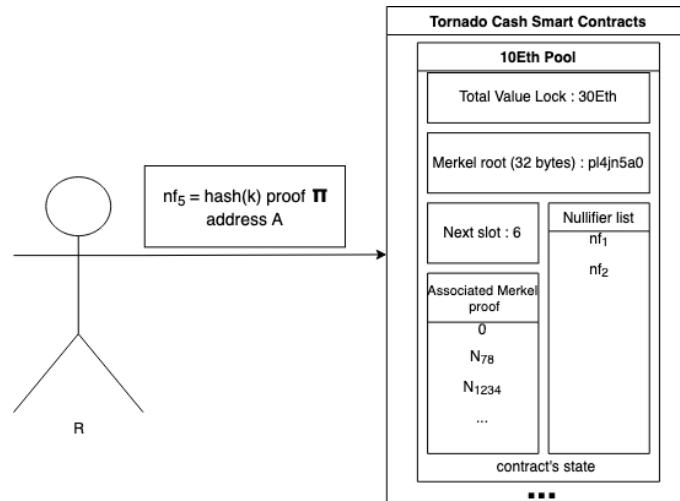 Tornado Cash Smart Contracts
10Eth Pool
Total Value Lock : 30Eth
Merkel root (32 bytes) : pl4jn5a0
nf₅ = hash(k) proof 𝝿
address A
Next slot : 6
Nullifier list
nf₁
nf₂
Associated Merkel
proof
0
N₇₈
N₁₂₃₄
...
R
contract's state
...